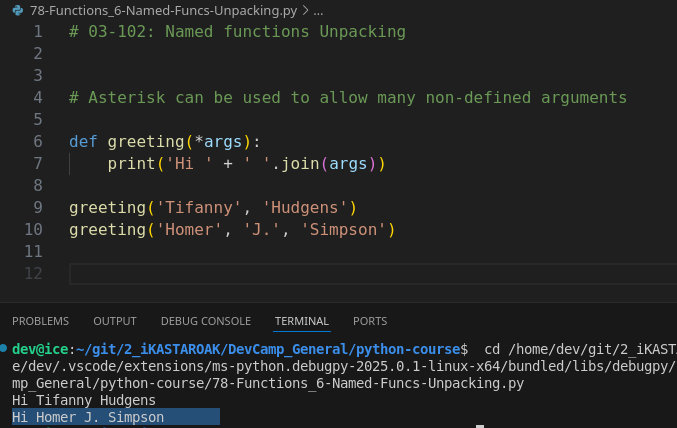 78-Functions_6-Named-Funcs-Unpacking.py > ...
1 # 03-102: Named functions Unpacking
2
3
4 # Asterisk can be used to allow many non-defined arguments
5
6 def greeting(*args):
7 print('Hi ' + ' '.join(args))
8
9 greeting('Tifanny', 'Hudgens')
10 greeting('Homer', 'J.', 'Simpson')
11
12
PROBLEMS OUTPUT DEBUG CONSOLE TERMINAL PORTS
dev@ice:~/git/2_iKASTAROAK/DevCamp_General/python-course$ cd /home/dev/git/2_iKAST
e/dev/.vscode/extensions/ms-python.debugpy-2025.0.1-linux-x64/bundled/libs/debugpy/
mp_General/python-course/78-Functions_6-Named-Funcs-Unpacking.py
Hi Tifanny Hudgens
Hi Homer J. Simpson